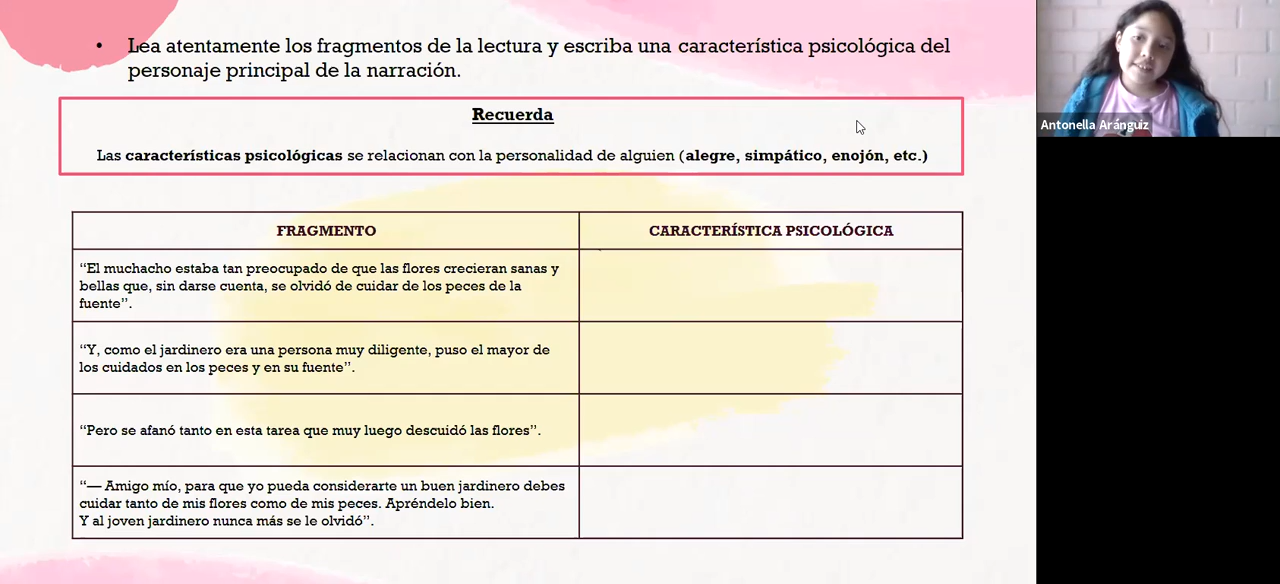 • Lea atentamente los fragmentos de la lectura y escriba una característica psicológica del
personaje principal de la narración.
Recuerda
Las características psicológicas se relacionan con la personalidad de alguien (alegre, simpático, enojón, etc.)
FRAGMENTO
CARACTERÍSTICA PSICOLÓGICA
“El muchacho estaba tan preocupado de que las flores crecieran sanas y
bellas que, sin darse cuenta, se olvidó de cuidar de los peces de la
fuente”.
“Y, como el jardinero era una persona muy diligente, puso el mayor de
los cuidados en los peces y en su fuente”.
“Pero se afanó tanto en esta tarea que muy luego descuidó las flores”.
“— Amigo mío, para que yo pueda considerarte un buen jardinero debes
cuidar tanto de mis flores como de mis peces. Apréndelo bien.
Y al joven jardinero nunca más se le olvidó”.
Antonella Aránguiz